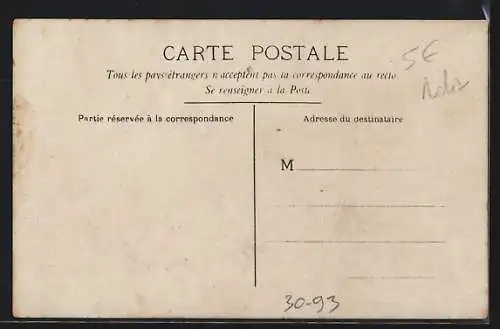 CARTE POSTALE
Tous les pays étrangers n'acceptent pas la correspondance au recto
Se renseigner à la Poste
5€
Partie réservée à la correspondance
Adresse du destinataire
M
30-93